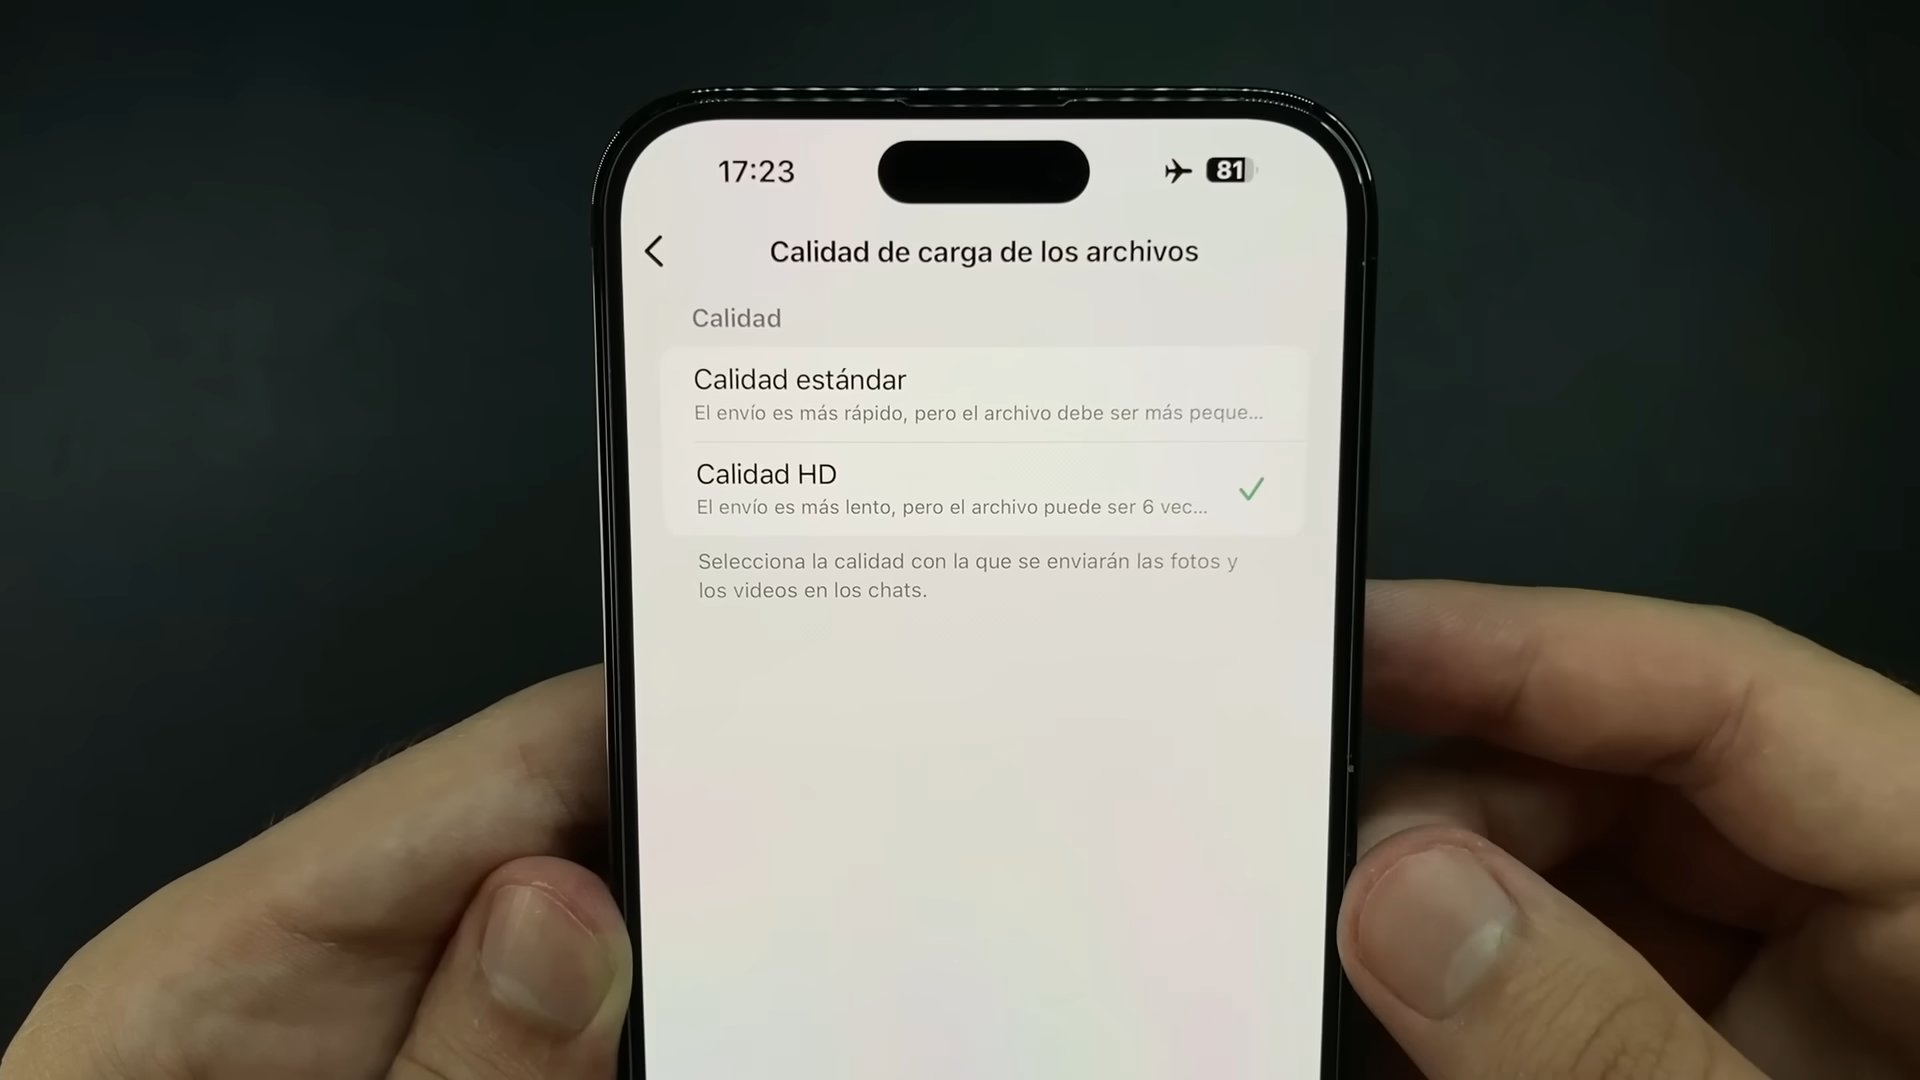 17:23
81
Calidad de carga de los archivos
Calidad
Calidad estándar
El envío es más rápido, pero el archivo debe ser más peque...
Calidad HD
El envío es más lento, pero el archivo puede ser 6 vec...
Selecciona la calidad con la que se enviarán las fotos y
los videos en los chats.